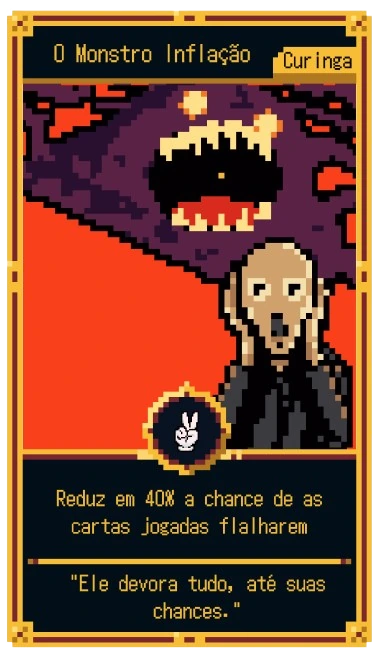 O Monstro Inflação
Curinga
Reduz em 40% a chance de as
cartas jogadas flalharem
"Ele devora tudo, até suas
chances."